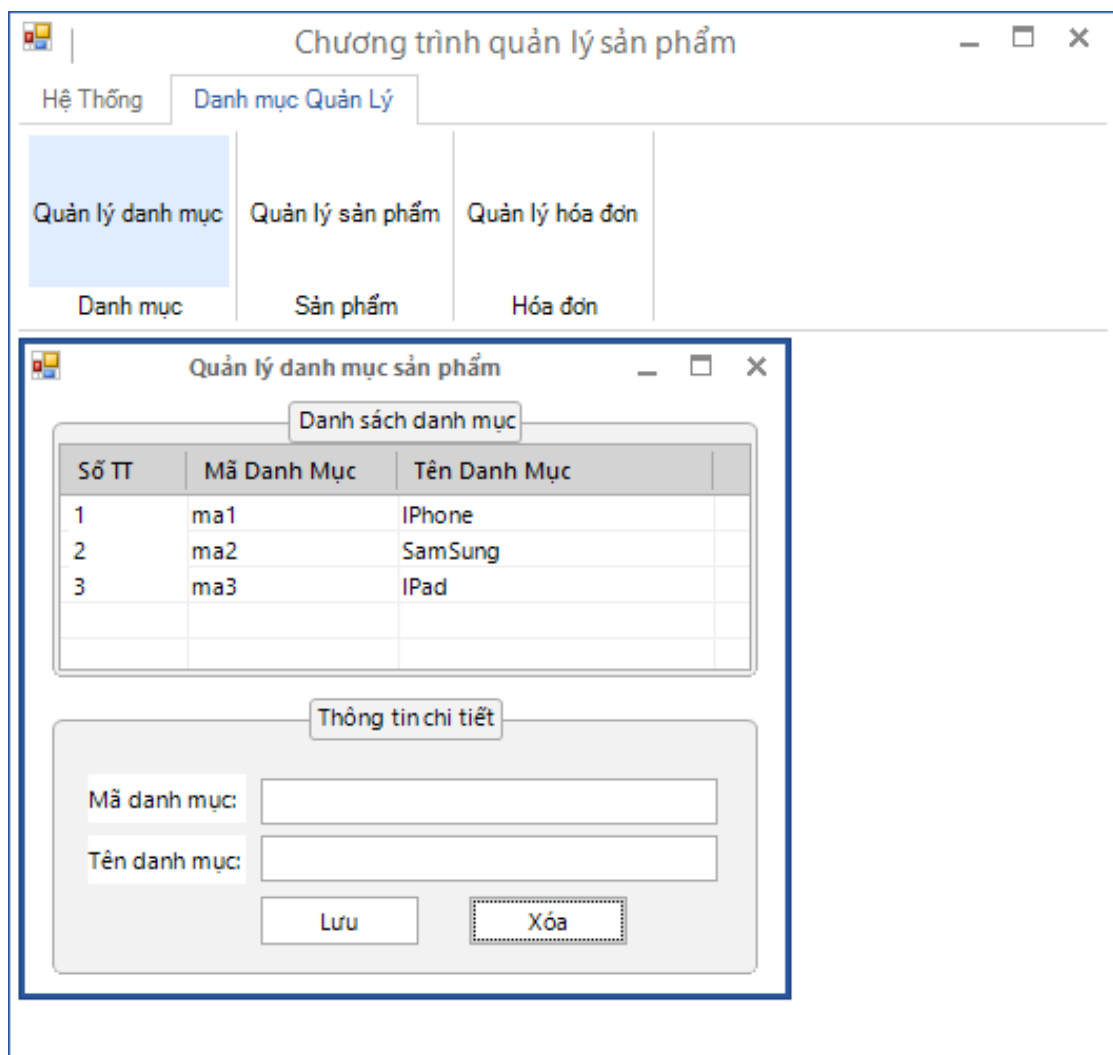 Chương trình quản lý sản phẩm
Hệ Thống Danh mục Quản Lý
Quản lý danh mục Quản lý sản phẩm Quản lý hóa đơn
Danh mục Sản phẩm Hóa đơn
Quản lý danh mục sản phẩm
Danh sách danh mục
Số TT Mã Danh Mục Tên Danh Mục
1 ma1 IPhone
2 ma2 SamSung
3 ma3 IPad
Thông tin chi tiết
Mã danh mục:
Tên danh mục:
Lưu Xóa